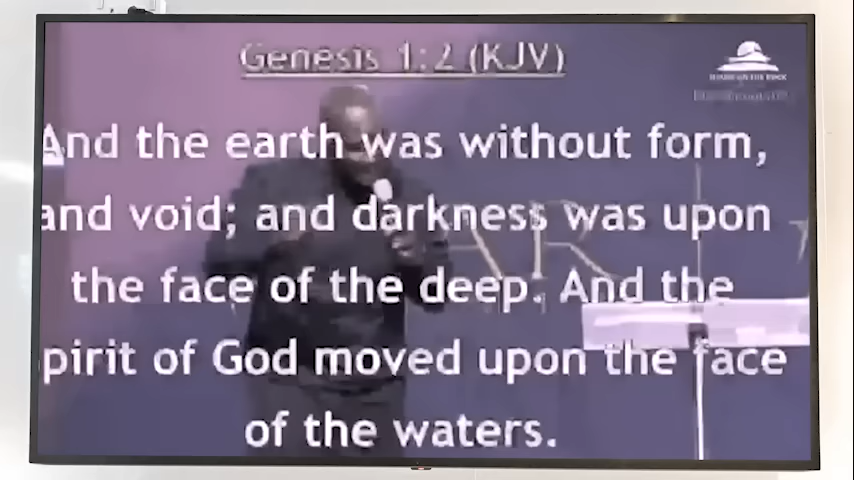 Genesis 1:2 (KJV)
And the earth was without form,
and void; and darkness was upon
the face of the deep. And the
pirit of God moved upon the face
of the waters.